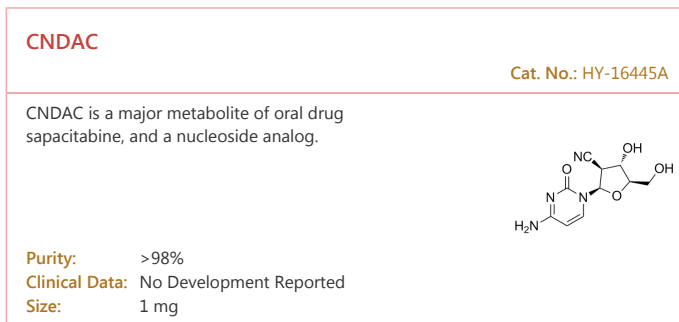 CNDAC
Cat. No.: HY-16445A
CNDAC is a major metabolite of oral drug
sapacitabine, and a nucleoside analog.
NC
OH
OH
O
N
N
O
H₂N
Purity: >98%
Clinical Data: No Development Reported
Size: 1 mg